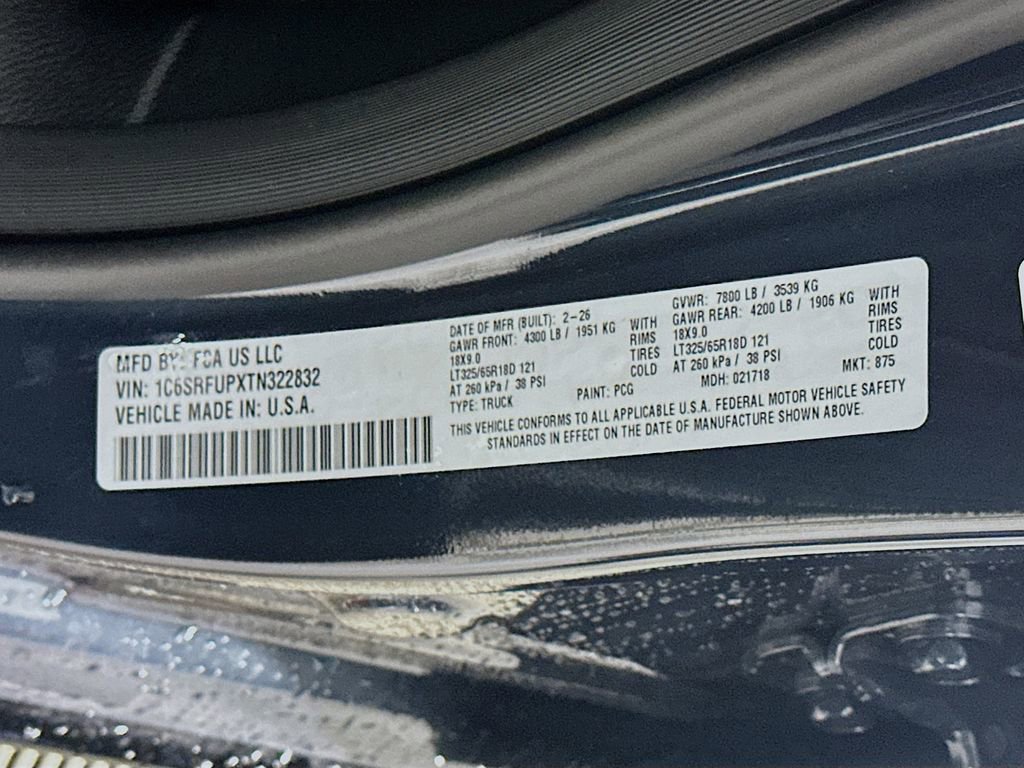 MFD BY: FCA US LLC
VIN: 1C6SRFUPXTN322832
VEHICLE MADE IN: U.S.A.
DATE OF MFR (BUILT): 2-26
GAWR FRONT: 4300 LB / 1951 KG WITH
18X9.0 RIMS
LT325/65R18D 121 TIRES
AT 260 kPa / 38 PSI COLD
TYPE: TRUCK PAINT: PCG
GVWR: 7800 LB / 3539 KG
GAWR REAR: 4200 LB / 1906 KG WITH
18X9.0 RIMS
LT325/65R18D 121 TIRES
AT 260 kPa / 38 PSI COLD
MDH: 021718 MKT: 875
THIS VEHICLE CONFORMS TO ALL APPLICABLE U.S.A. FEDERAL MOTOR VEHICLE SAFETY
STANDARDS IN EFFECT ON THE DATE OF MANUFACTURE SHOWN ABOVE.